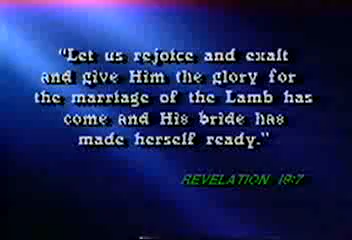 "Let us rejoice and exalt
and give Him the glory for
the marriage of the Lamb has
come and His bride has
made herself ready."
REVELATION 19:7